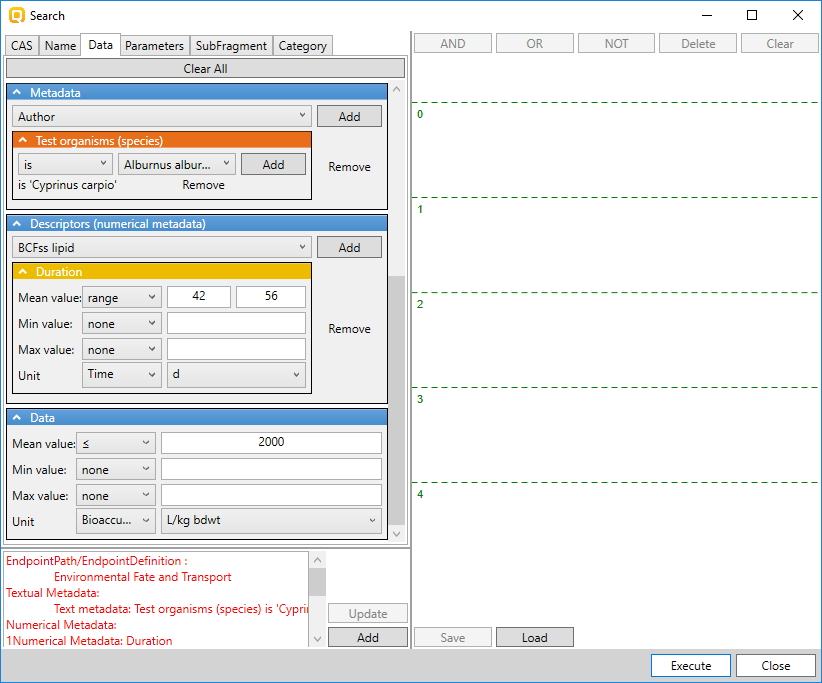 Search
CAS Name Data Parameters SubFragment Category
Clear All
Metadata
Author Add
Test organisms (species)
is Alburnus albur... Add
Remove
is 'Cyprinus carpio' Remove
Descriptors (numerical metadata)
BCFss lipid Add
Duration
Mean value: range 42 56
Min value: none
Remove
Max value: none
Unit Time d
Data
Mean value: ≤ 2000
Min value: none
Max value: none
Unit Bioaccu... L/kg bdwt
EndpointPath/EndpointDefinition :
Environmental Fate and Transport
Textual Metadata:
Text metadata: Test organisms (species) is 'Cyprin
Numerical Metadata:
1Numerical Metadata: Duration
Update
Add
AND OR NOT Delete Clear
0
1
2
3
4
Save Load
Execute Close